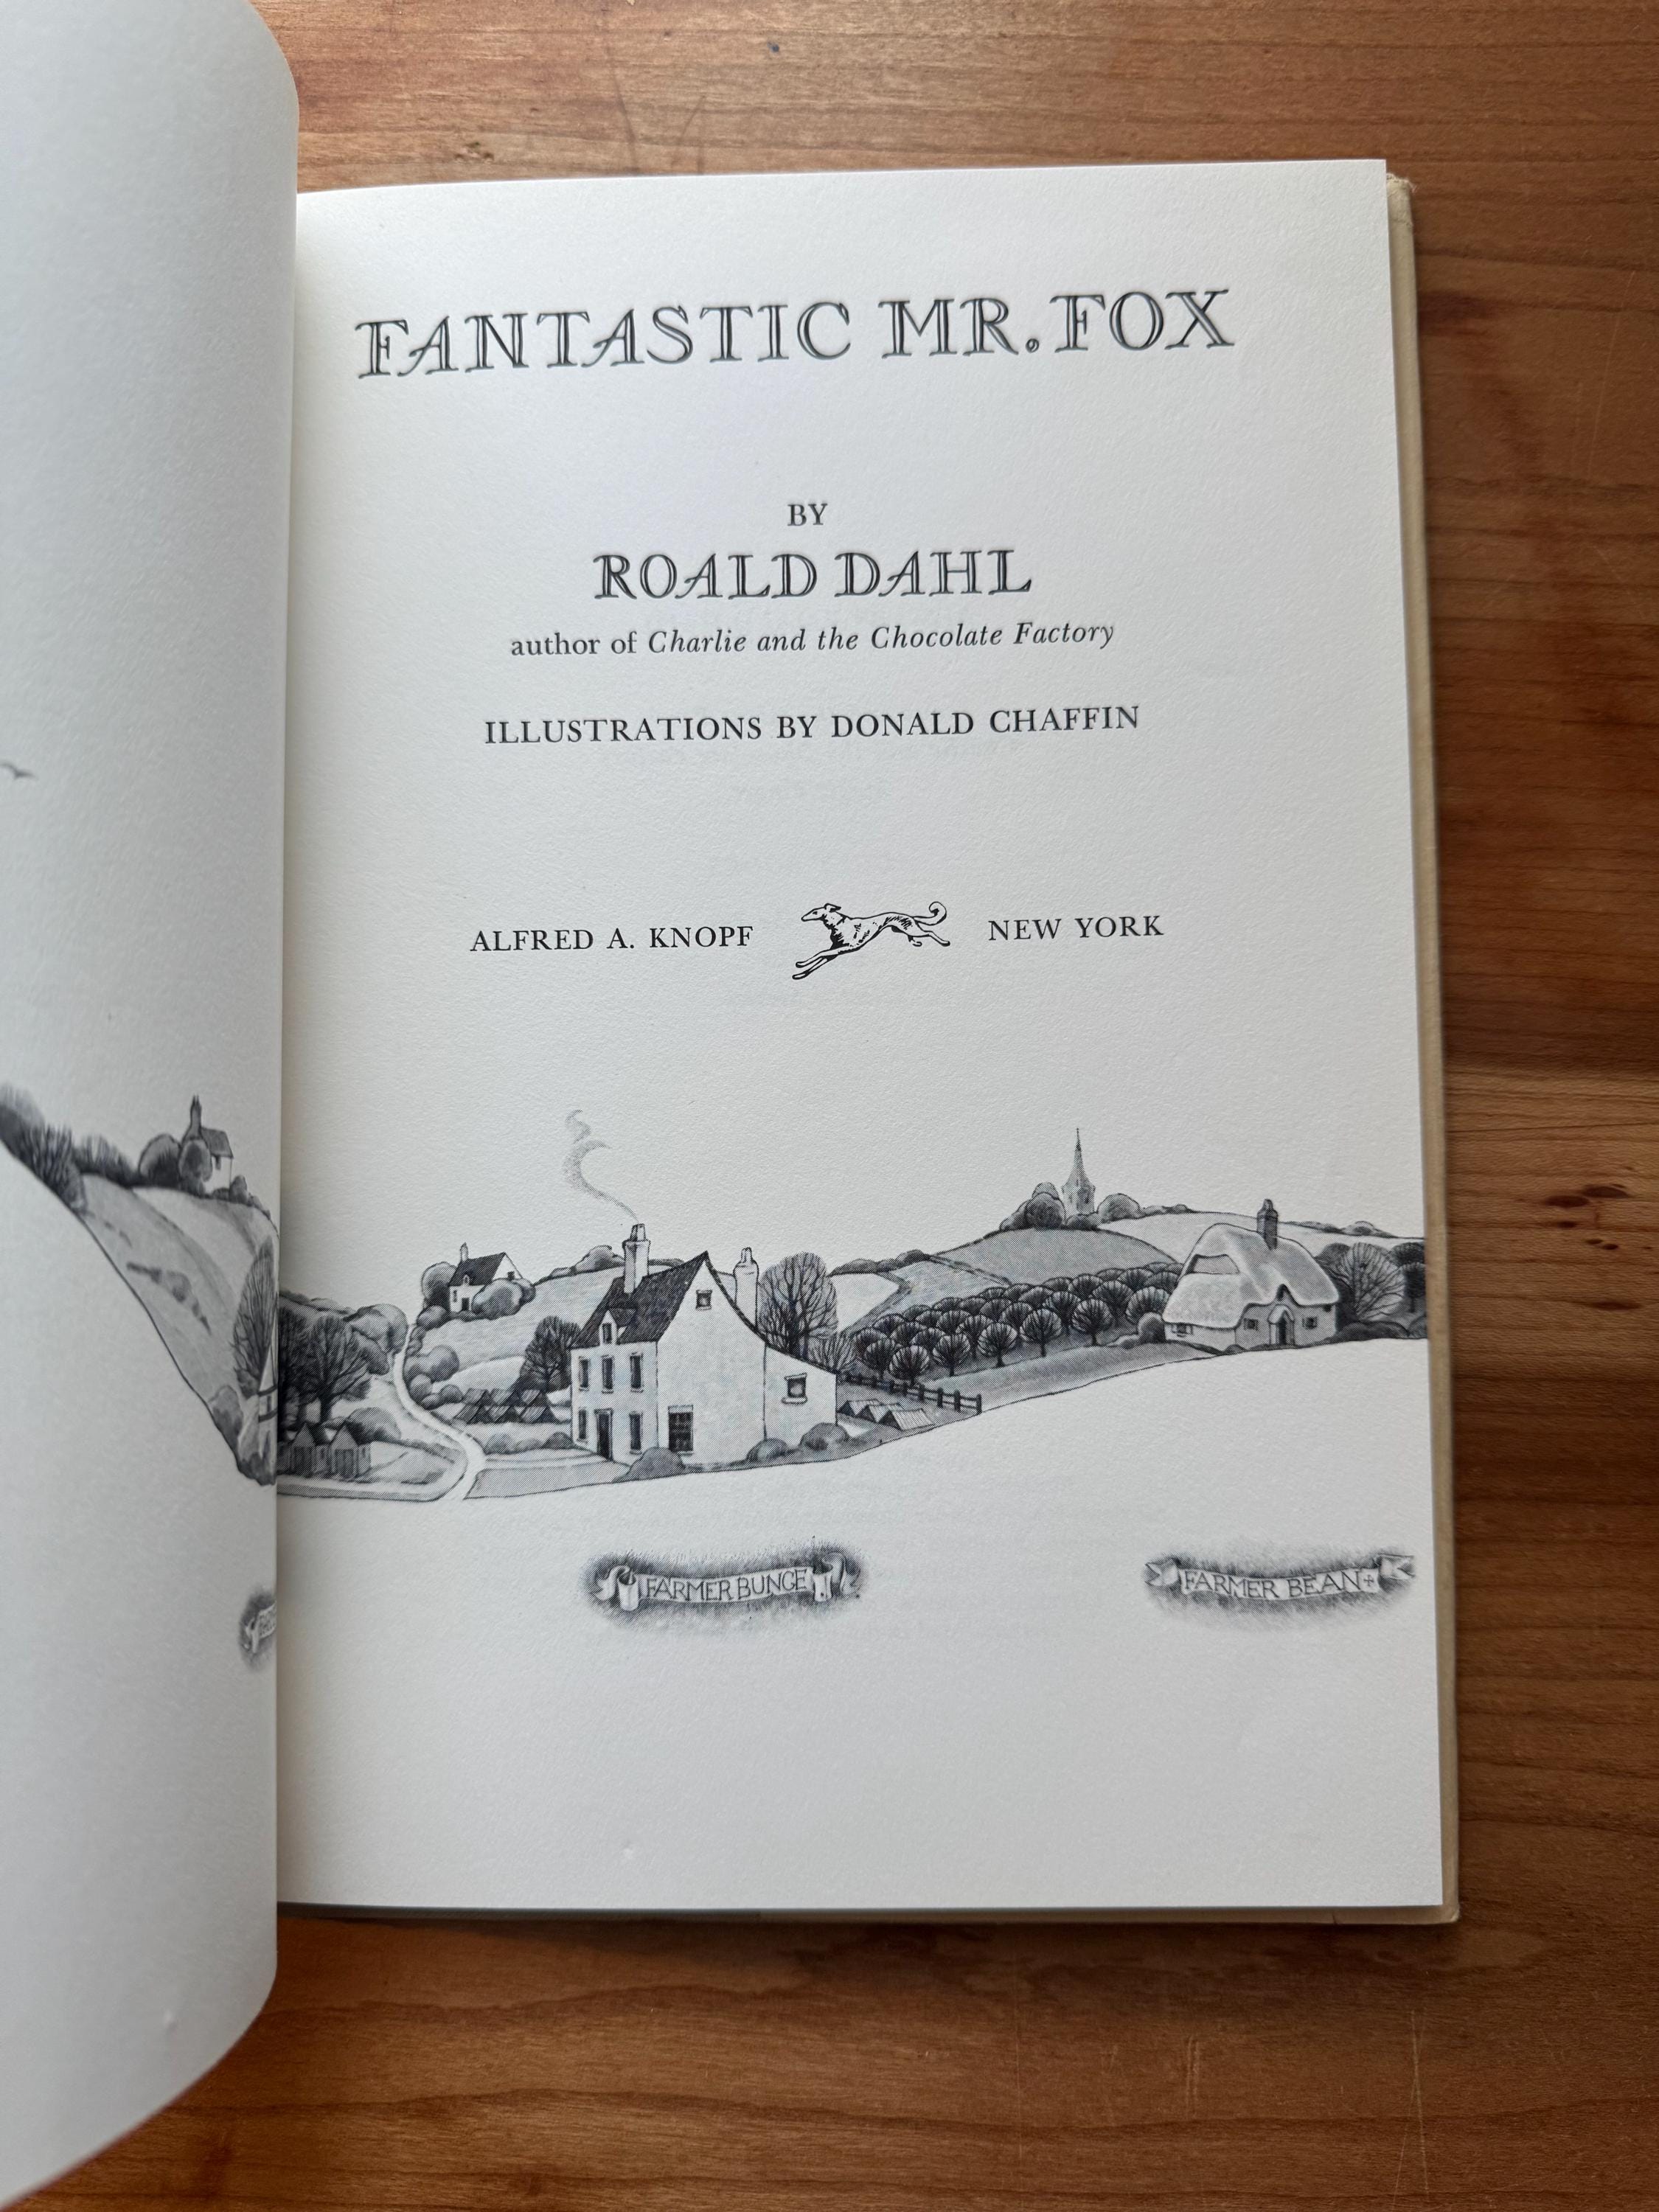 FANTASTIC MR. FOX
BY
ROALD DAHL
author of Charlie and the Chocolate Factory
ILLUSTRATIONS BY DONALD CHAFFIN
ALFRED A. KNOPF NEW YORK
FARMER BUNCE
FARMER BEAN